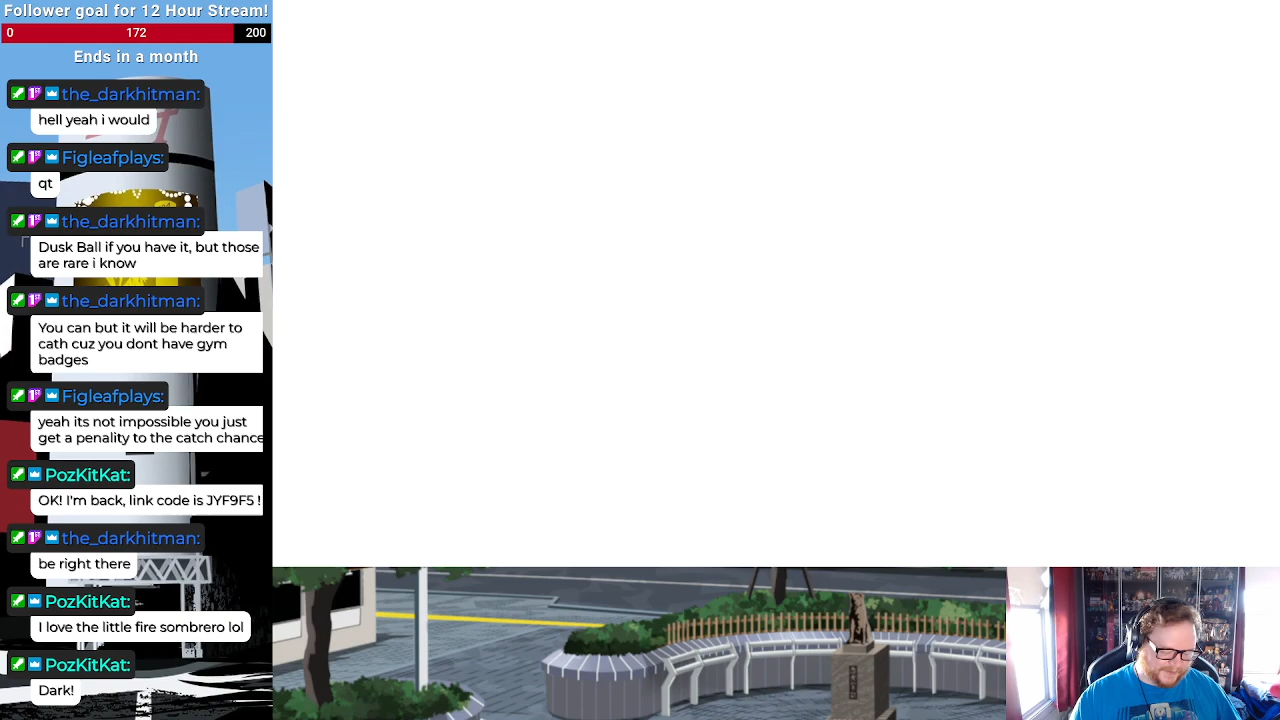 Follower goal for 12 Hour Stream!
0 172 200
Ends in a month
the_darkhitman:
hell yeah i would
Figleafplays:
qt
the_darkhitman:
Dusk Ball if you have it, but those
are rare i know
the_darkhitman:
You can but it will be harder to
cath cuz you dont have gym
badges
Figleafplays:
yeah its not impossible you just
get a penality to the catch chance
PozKitKat:
OK! I'm back, link code is JYF9F5 !
the_darkhitman:
be right there
PozKitKat:
I love the little fire sombrero lol
PozKitKat:
Dark!